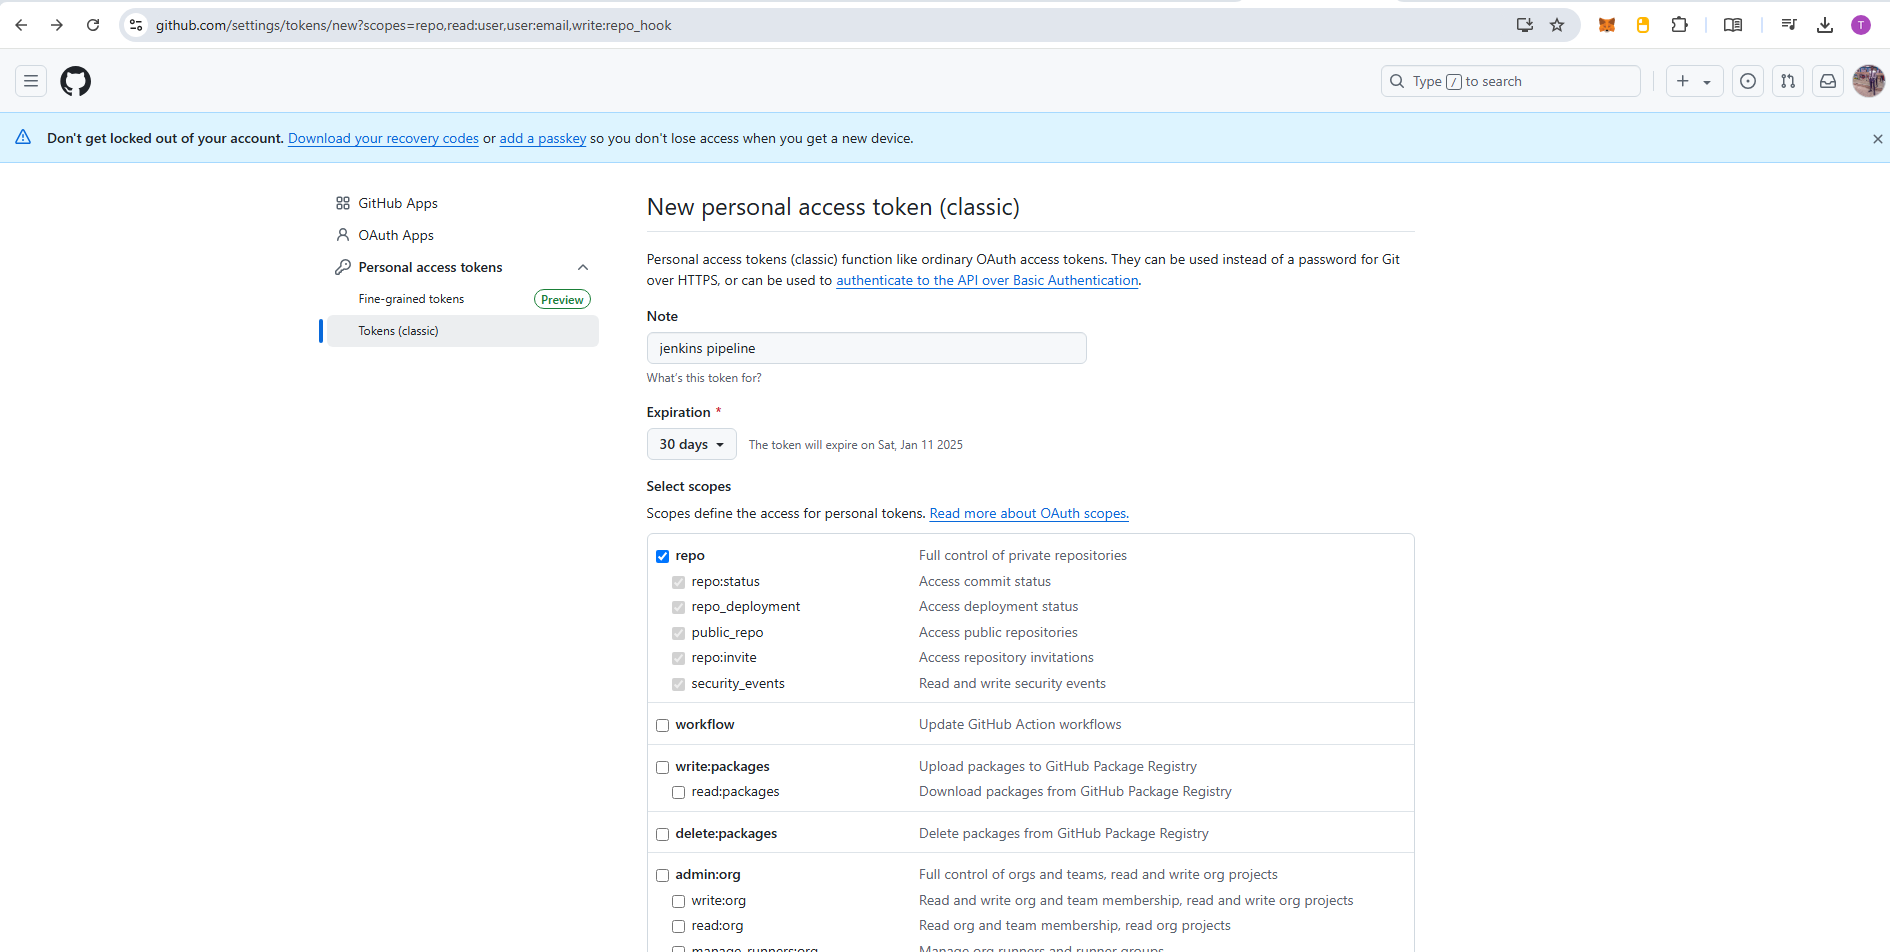 github.com/settings/tokens/new?scopes=repo,read:user,user:email,write:repo_hook
T
Type / to search
Don't get locked out of your account. Download your recovery codes or add a passkey so you don't lose access when you get a new device.
GitHub Apps
OAuth Apps
Personal access tokens
Fine-grained tokens Preview
Tokens (classic)
New personal access token (classic)
Personal access tokens (classic) function like ordinary OAuth access tokens. They can be used instead of a password for Git
over HTTPS, or can be used to authenticate to the API over Basic Authentication.
Note
jenkins pipeline
What's this token for?
Expiration *
30 days The token will expire on Sat, Jan 11 2025
Select scopes
Scopes define the access for personal tokens. Read more about OAuth scopes.
repo Full control of private repositories
repo:status Access commit status
repo_deployment Access deployment status
public_repo Access public repositories
repo:invite Access repository invitations
security_events Read and write security events
workflow Update GitHub Action workflows
write:packages Upload packages to GitHub Package Registry
read:packages Download packages from GitHub Package Registry
delete:packages Delete packages from GitHub Package Registry
admin:org Full control of orgs and teams, read and write org projects
write:org Read and write org and team membership, read and write org projects
read:org Read org and team membership, read org projects
manage_runners:org Manage org runners and runner groups